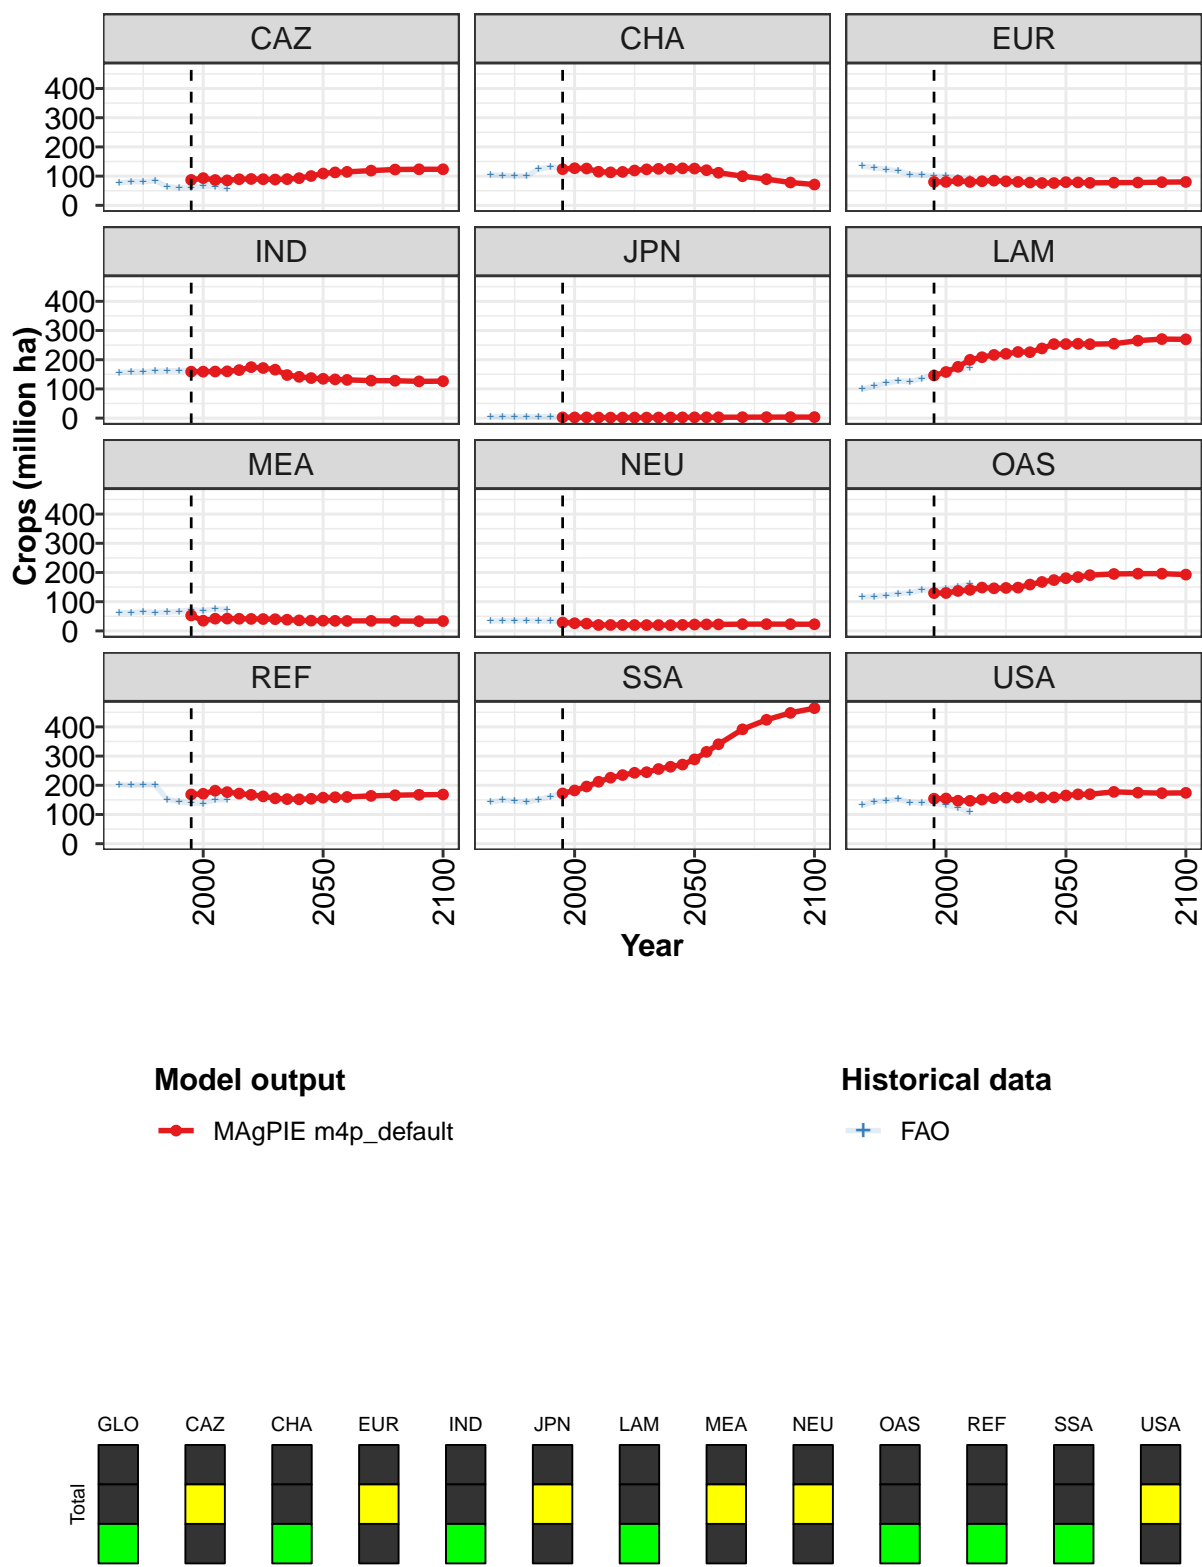 CAZ CHA EUR
400
300
200
100
0
IND JPN LAM
400
300
200
100
0
MEA NEU OAS
400
300
200
100
0
REF SSA USA
400
300
200
100
0
Crops (million ha)
2000 2050 2100 2000 2050 2100 2000 2050 2100
Year
Model output Historical data
MAgPIE m4p_default FAO
GLO CAZ CHA EUR IND JPN LAM MEA NEU OAS REF SSA USA
Total